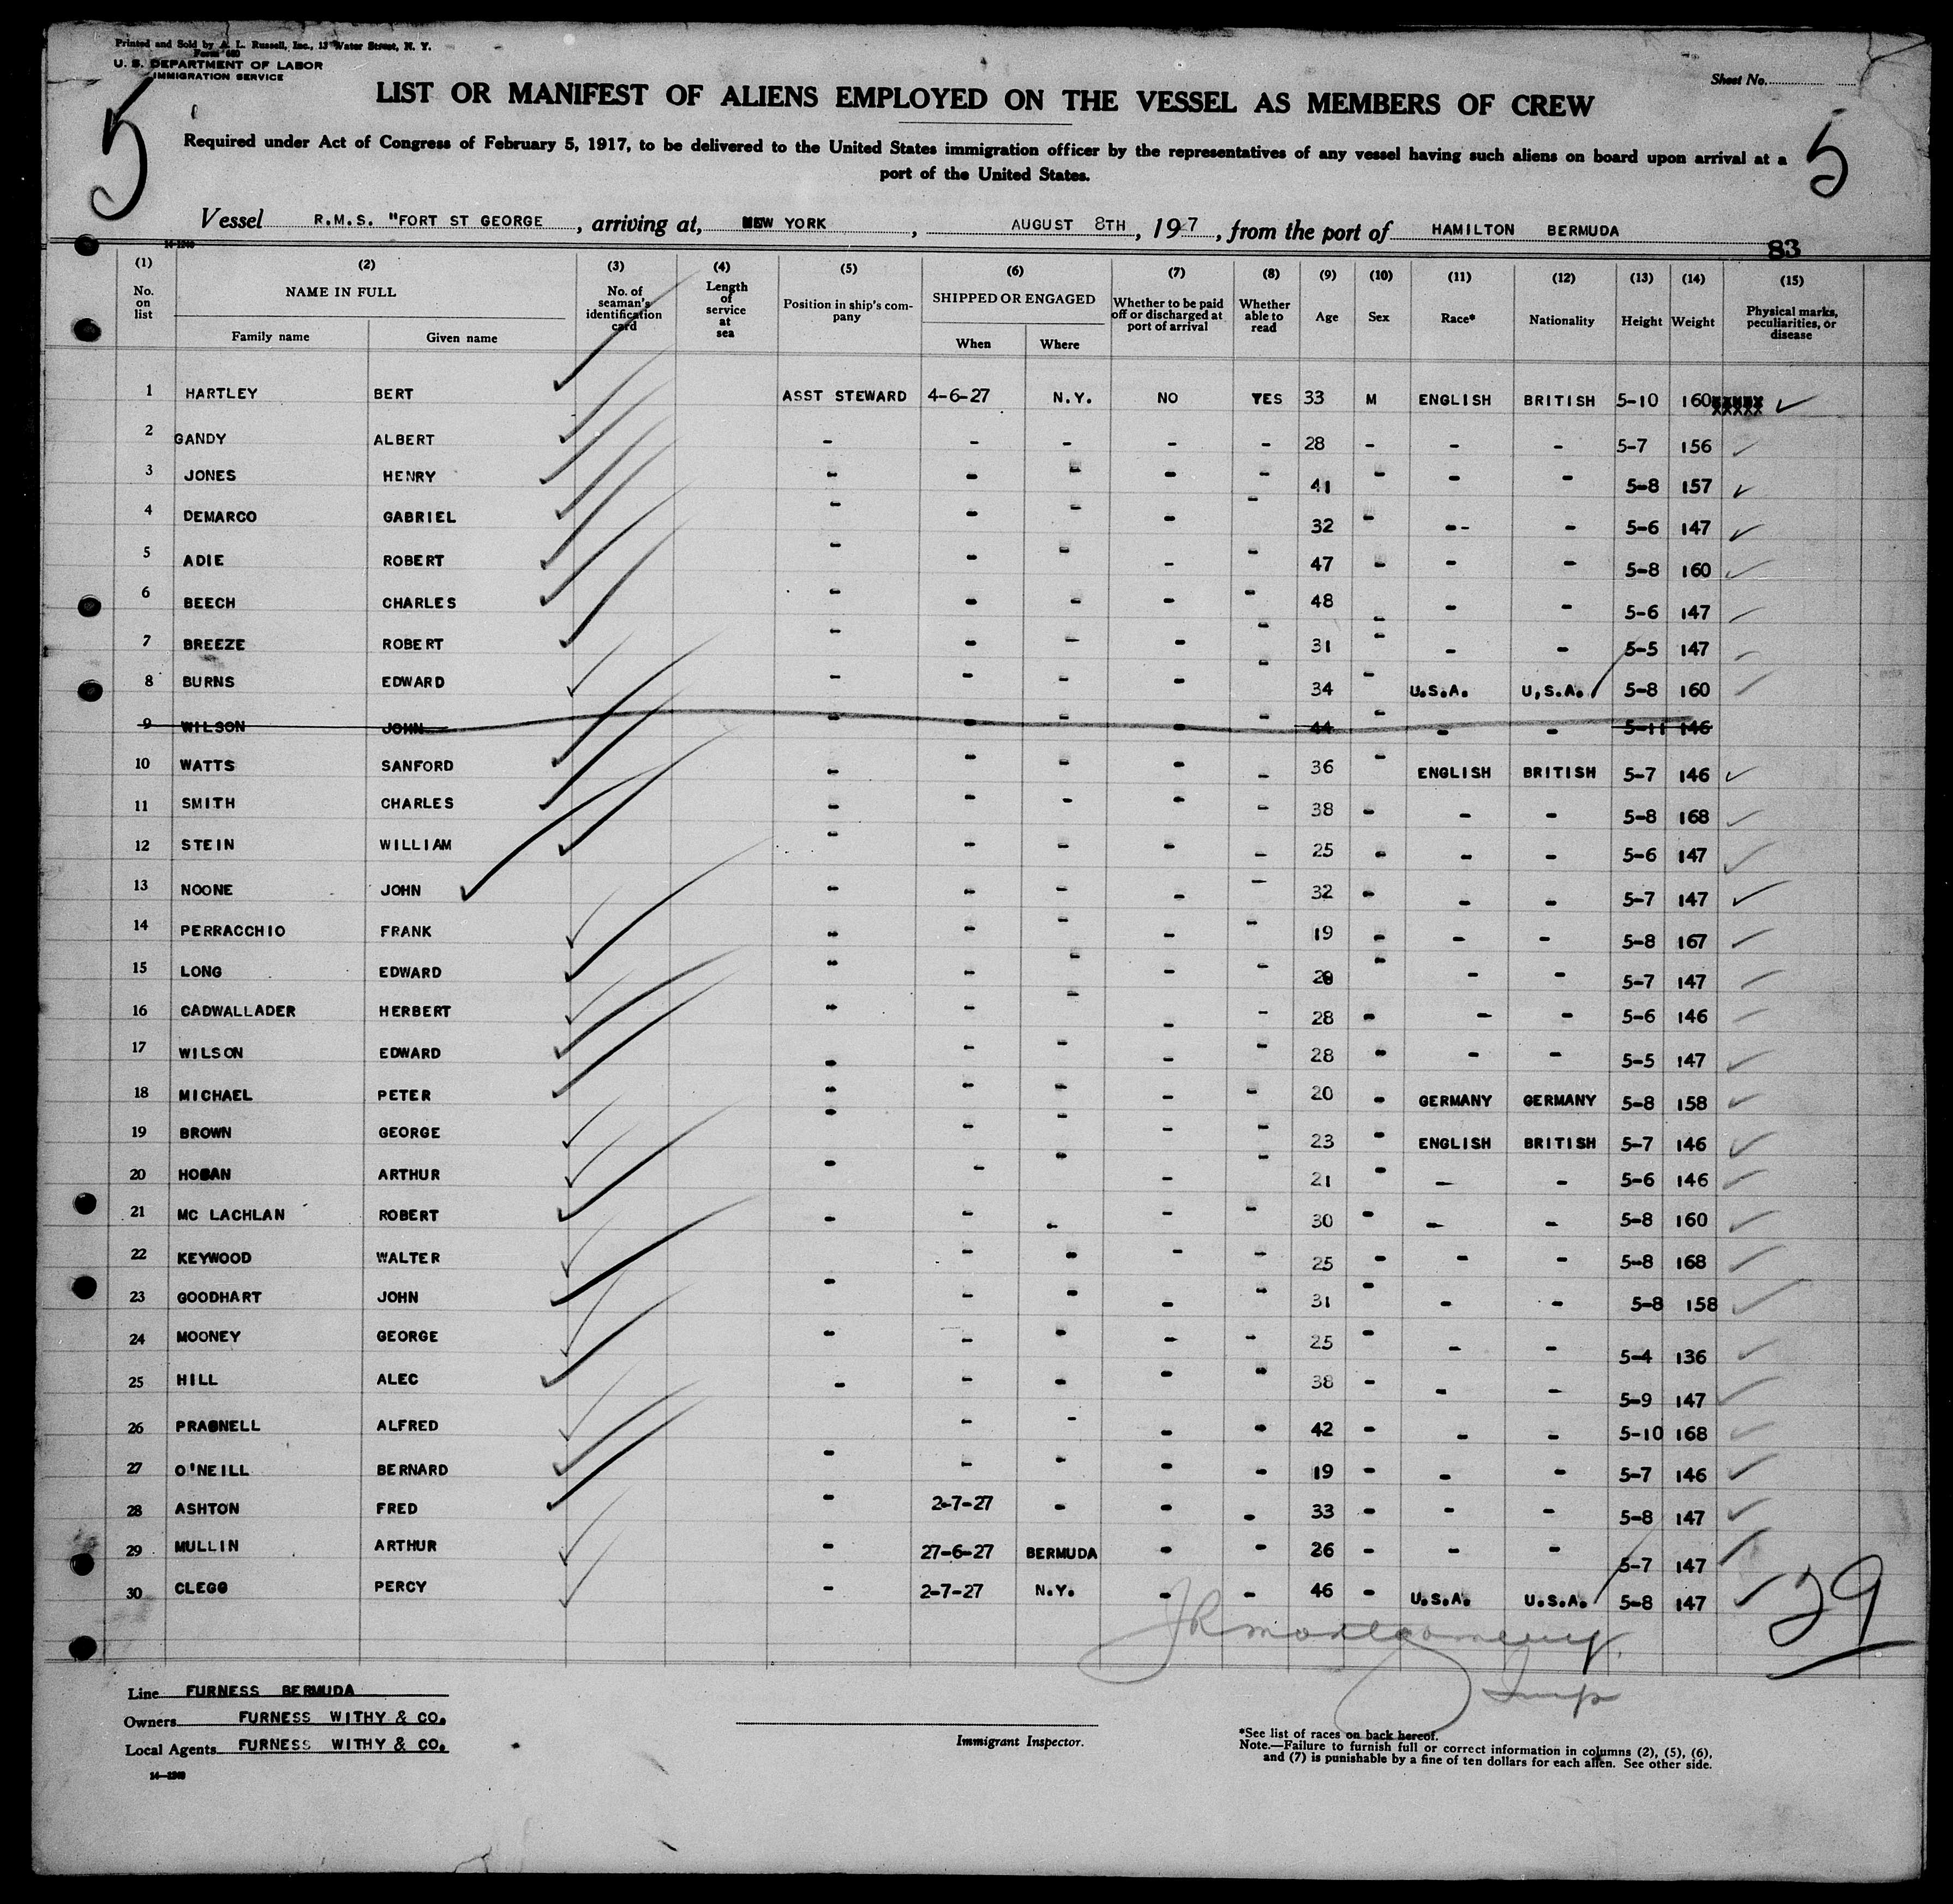 Printed and Sold by A. L. Russell, Inc., 13 Water Street, N. Y.
Form 680
U. S. DEPARTMENT OF LABOR
IMMIGRATION SERVICE
Sheet No.
5
5
LIST OR MANIFEST OF ALIENS EMPLOYED ON THE VESSEL AS MEMBERS OF CREW
Required under Act of Congress of February 5, 1917, to be delivered to the United States immigration officer by the representatives of any vessel having such aliens on board upon arrival at a
port of the United States.
Vessel R.M.S. "FORT ST GEORGE, arriving at, NEW YORK, AUGUST 8TH, 1927, from the port of HAMILTON BERMUDA
14-1240
83
(1) (2) (3) (4) (5) (6) (7) (8) (9) (10) (11) (12) (13) (14) (15)
No. on list NAME IN FULL Family name Given name No. of seaman's identification card Length of service at sea Position in ship's company SHIPPED OR ENGAGED When Where Whether to be paid off or discharged at port of arrival Whether able to read Age Sex Race* Nationality Height Weight Physical marks, peculiarities, or disease
1 HARTLEY BERT ASST STEWARD 4-6-27 N.Y. NO YES 33 M ENGLISH BRITISH 5-10 160
2 GANDY ALBERT - - - - - 28 - - - 5-7 156
3 JONES HENRY - - - - - 41 - - - 5-8 157
4 DEMARCO GABRIEL - - - - - 32 - -- - 5-6 147
5 ADIE ROBERT - - - - - 47 - - - 5-8 160
6 BEECH CHARLES - - - - - 48 - - - 5-6 147
7 BREEZE ROBERT - - - - - 31 - - - 5-5 147
8 BURNS EDWARD - - - - - 34 - U.S.A. U,S.A. 5-8 160
9 WILSON JOHN - - - - - 44 - - - 5-11 146
10 WATTS SANFORD - - - - - 36 - ENGLISH BRITISH 5-7 146
11 SMITH CHARLES - - - - - 38 - - - 5-8 168
12 STEIN WILLIAM - - - - - 25 - - - 5-6 147
13 NOONE JOHN - - - - - 32 - - - 5-7 147
14 PERRACCHIO FRANK - - - - - 19 - - - 5-8 167
15 LONG EDWARD - - - - - - - - 5-7 147
16 CADWALLADER HERBERT - - - - - 28 - - - 5-6 146
17 WILSON EDWARD - - - - - 28 - - - 5-5 147
18 MICHAEL PETER - - - - - 20 - GERMANY GERMANY 5-8 158
19 BROWN GEORGE - - - - - 23 - ENGLISH BRITISH 5-7 146
20 HOBAN ARTHUR - - - - - 21 - - - 5-6 146
21 MC LACHLAN ROBERT - - - - - 30 - - - 5-8 160
22 KEYWOOD WALTER - - - - 25 - - - 5-8 168
23 GOODHART JOHN - - - - - 31 - - - 5-8 158
24 MOONEY GEORGE - - - - - 25 - - - 5-4 136
25 HILL ALEC - - - - - 38 - - - 5-9 147
26 PRAGNELL ALFRED - - - - 42 - - - 5-10 168
27 O'NEILL BERNARD - - - - - 19 - - - 5-7 146
28 ASHTON FRED - 2-7-27 - - - 33 - - - 5-8 147
29 MULLIN ARTHUR - 27-6-27 BERMUDA - - 26 - - - 5-7 147
30 CLEGG PERCY - 2-7-27 N.Y. - - 46 - U.S.A. U.S.A. 5-8 147
29
JR Montgomery
Insp
Line FURNESS BERMUDA
Owners FURNESS WITHY & CO.
Local Agents FURNESS WITHY & CO.
14-1240
Immigrant Inspector.
*See list of races on back hereof.
Note.—Failure to furnish full or correct information in columns (2), (5), (6),
and (7) is punishable by a fine of ten dollars for each alien. See other side.